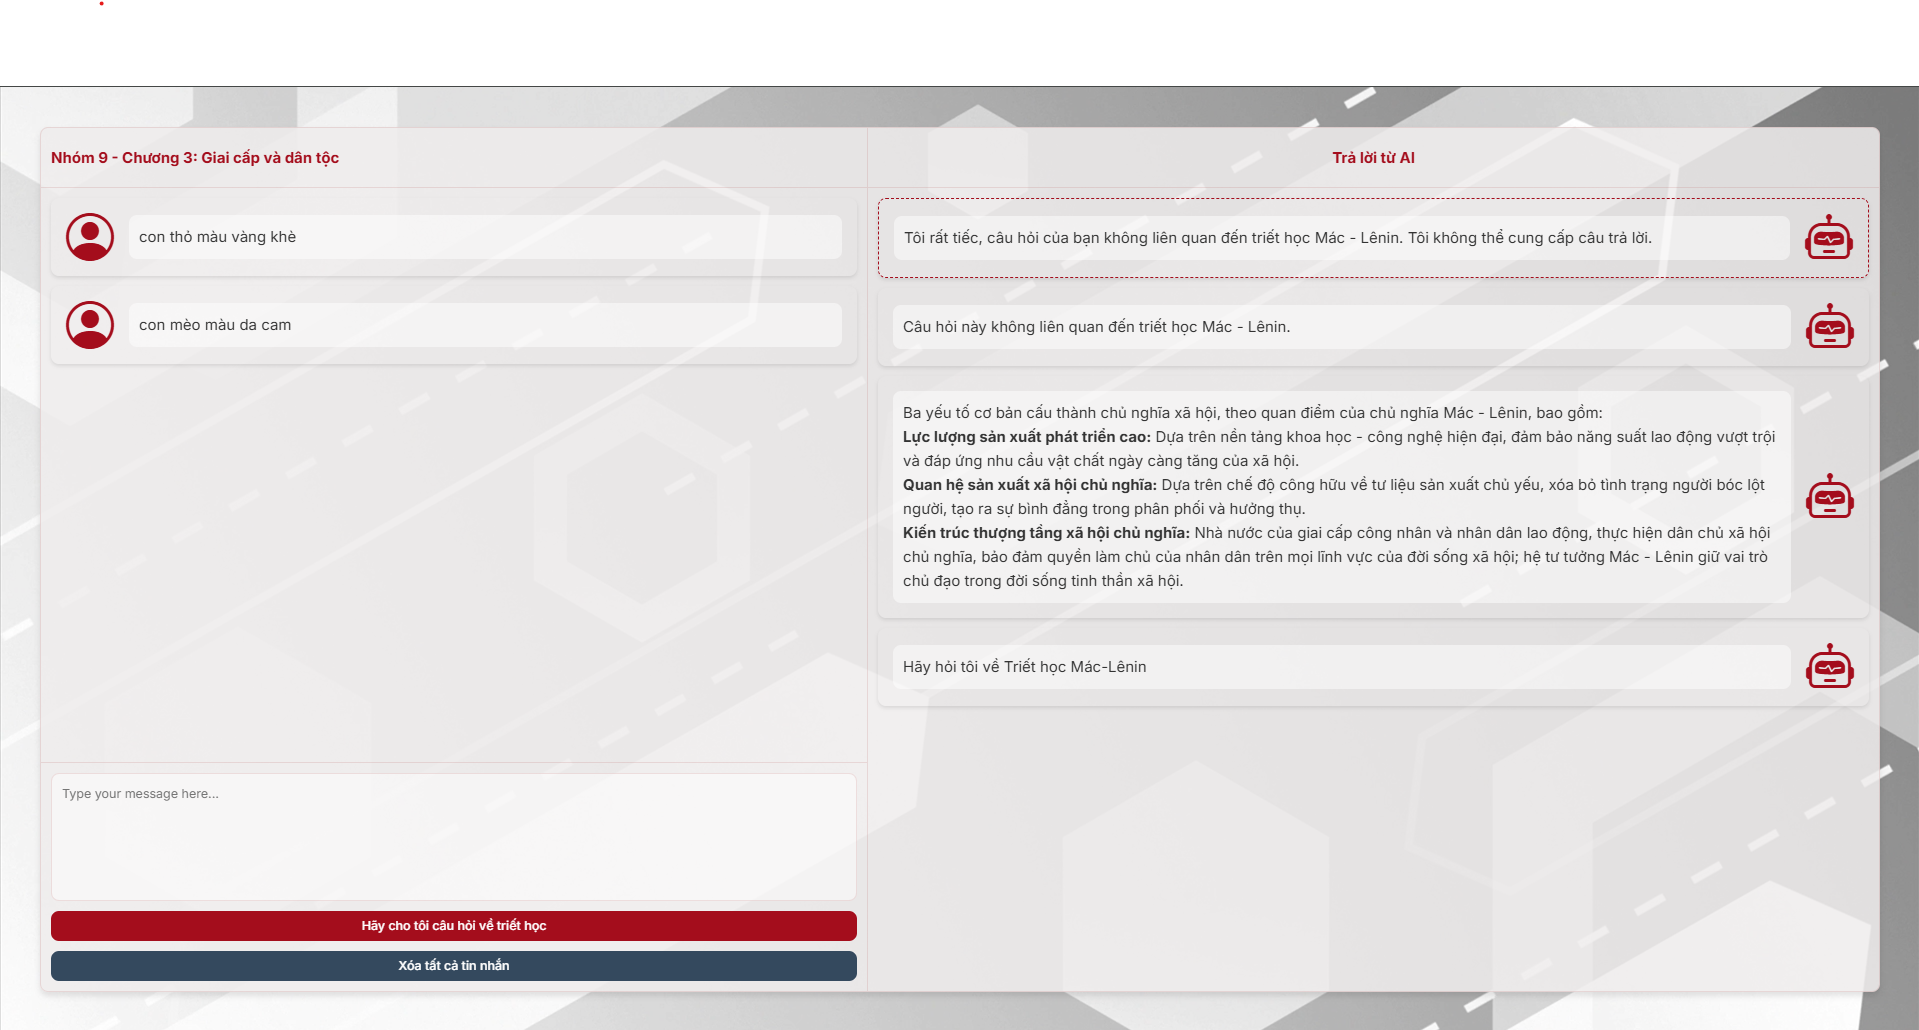 Nhóm 9 - Chương 3: Giai cấp và dân tộc
con thỏ màu vàng khè
con mèo màu da cam
Type your message here...
Hãy cho tôi câu hỏi về triết học
Xóa tất cả tin nhắn
Trả lời từ AI
Tôi rất tiếc, câu hỏi của bạn không liên quan đến triết học Mác - Lênin. Tôi không thể cung cấp câu trả lời.
Câu hỏi này không liên quan đến triết học Mác - Lênin.
Ba yếu tố cơ bản cấu thành chủ nghĩa xã hội, theo quan điểm của chủ nghĩa Mác - Lênin, bao gồm:
Lực lượng sản xuất phát triển cao: Dựa trên nền tảng khoa học - công nghệ hiện đại, đảm bảo năng suất lao động vượt trội
và đáp ứng nhu cầu vật chất ngày càng tăng của xã hội.
Quan hệ sản xuất xã hội chủ nghĩa: Dựa trên chế độ công hữu về tư liệu sản xuất chủ yếu, xóa bỏ tình trạng người bóc lột
người, tạo ra sự bình đẳng trong phân phối và hưởng thụ.
Kiến trúc thượng tầng xã hội chủ nghĩa: Nhà nước của giai cấp công nhân và nhân dân lao động, thực hiện dân chủ xã hội
chủ nghĩa, bảo đảm quyền làm chủ của nhân dân trên mọi lĩnh vực của đời sống xã hội; hệ tư tưởng Mác - Lênin giữ vai trò
chủ đạo trong đời sống tinh thần xã hội.
Hãy hỏi tôi về Triết học Mác-Lênin